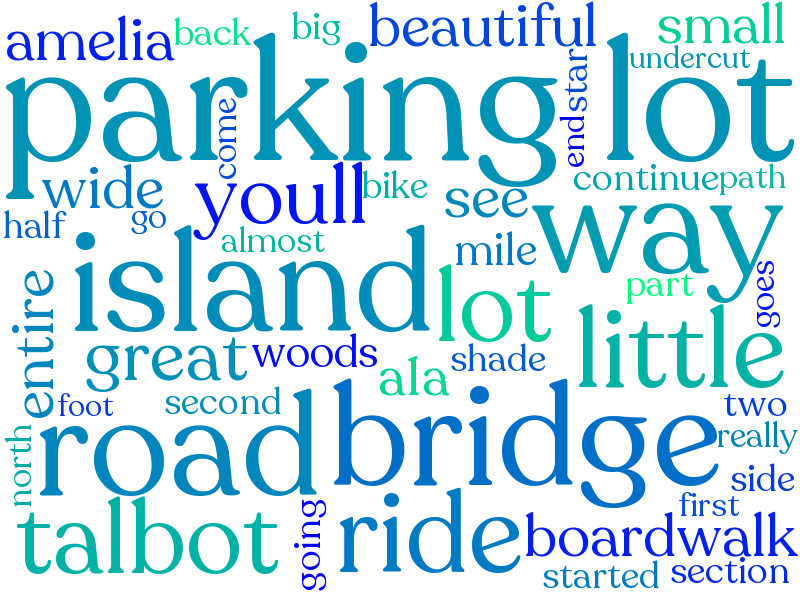 amelia back big beautiful small
undercut
parking lot
come
end star
wide youll bike see continue path
half go
almost mile way
island
part
goes
entire
lot little
great woods ala shade
foot second
road bridge two
really
north
side
talbot going ride first
boardwalk
started section